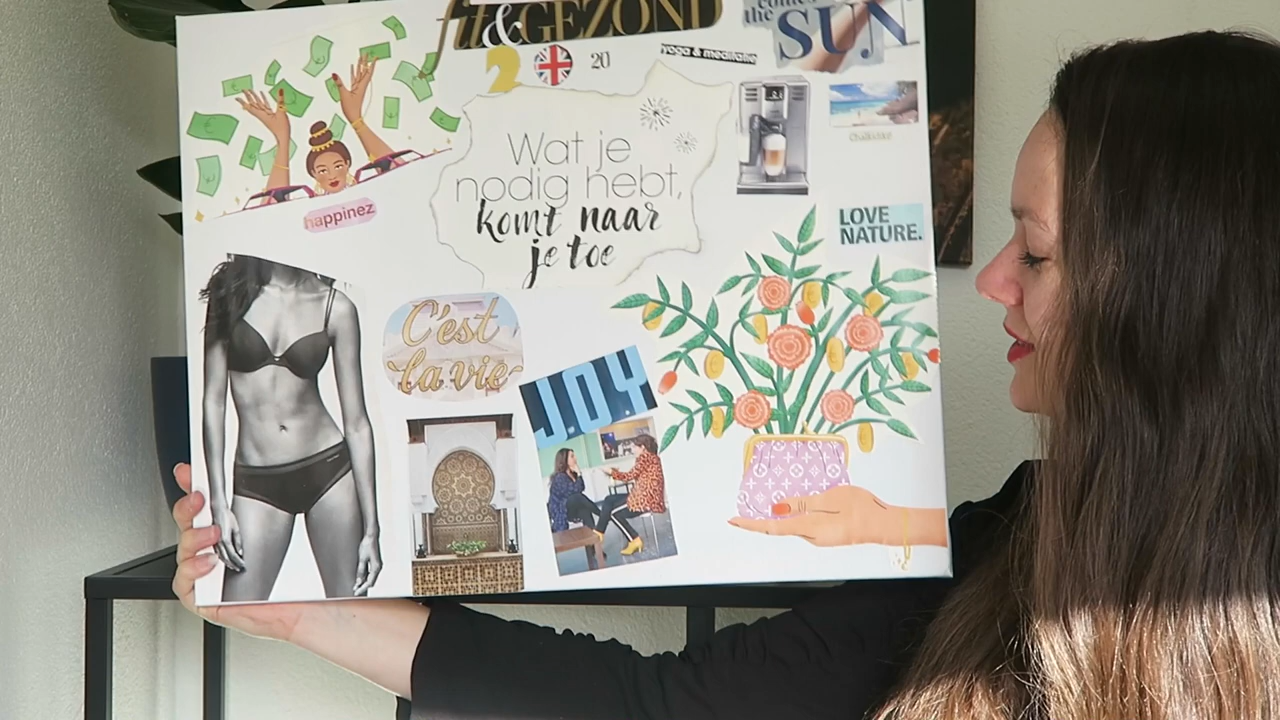 fit&GEZOND
comes
the
SUN
2
20
yoga & meditatie
Wat je
nodig hebt,
komt naar
je toe
happinez
LOVE
NATURE.
C'est
la vie
J.O.Y